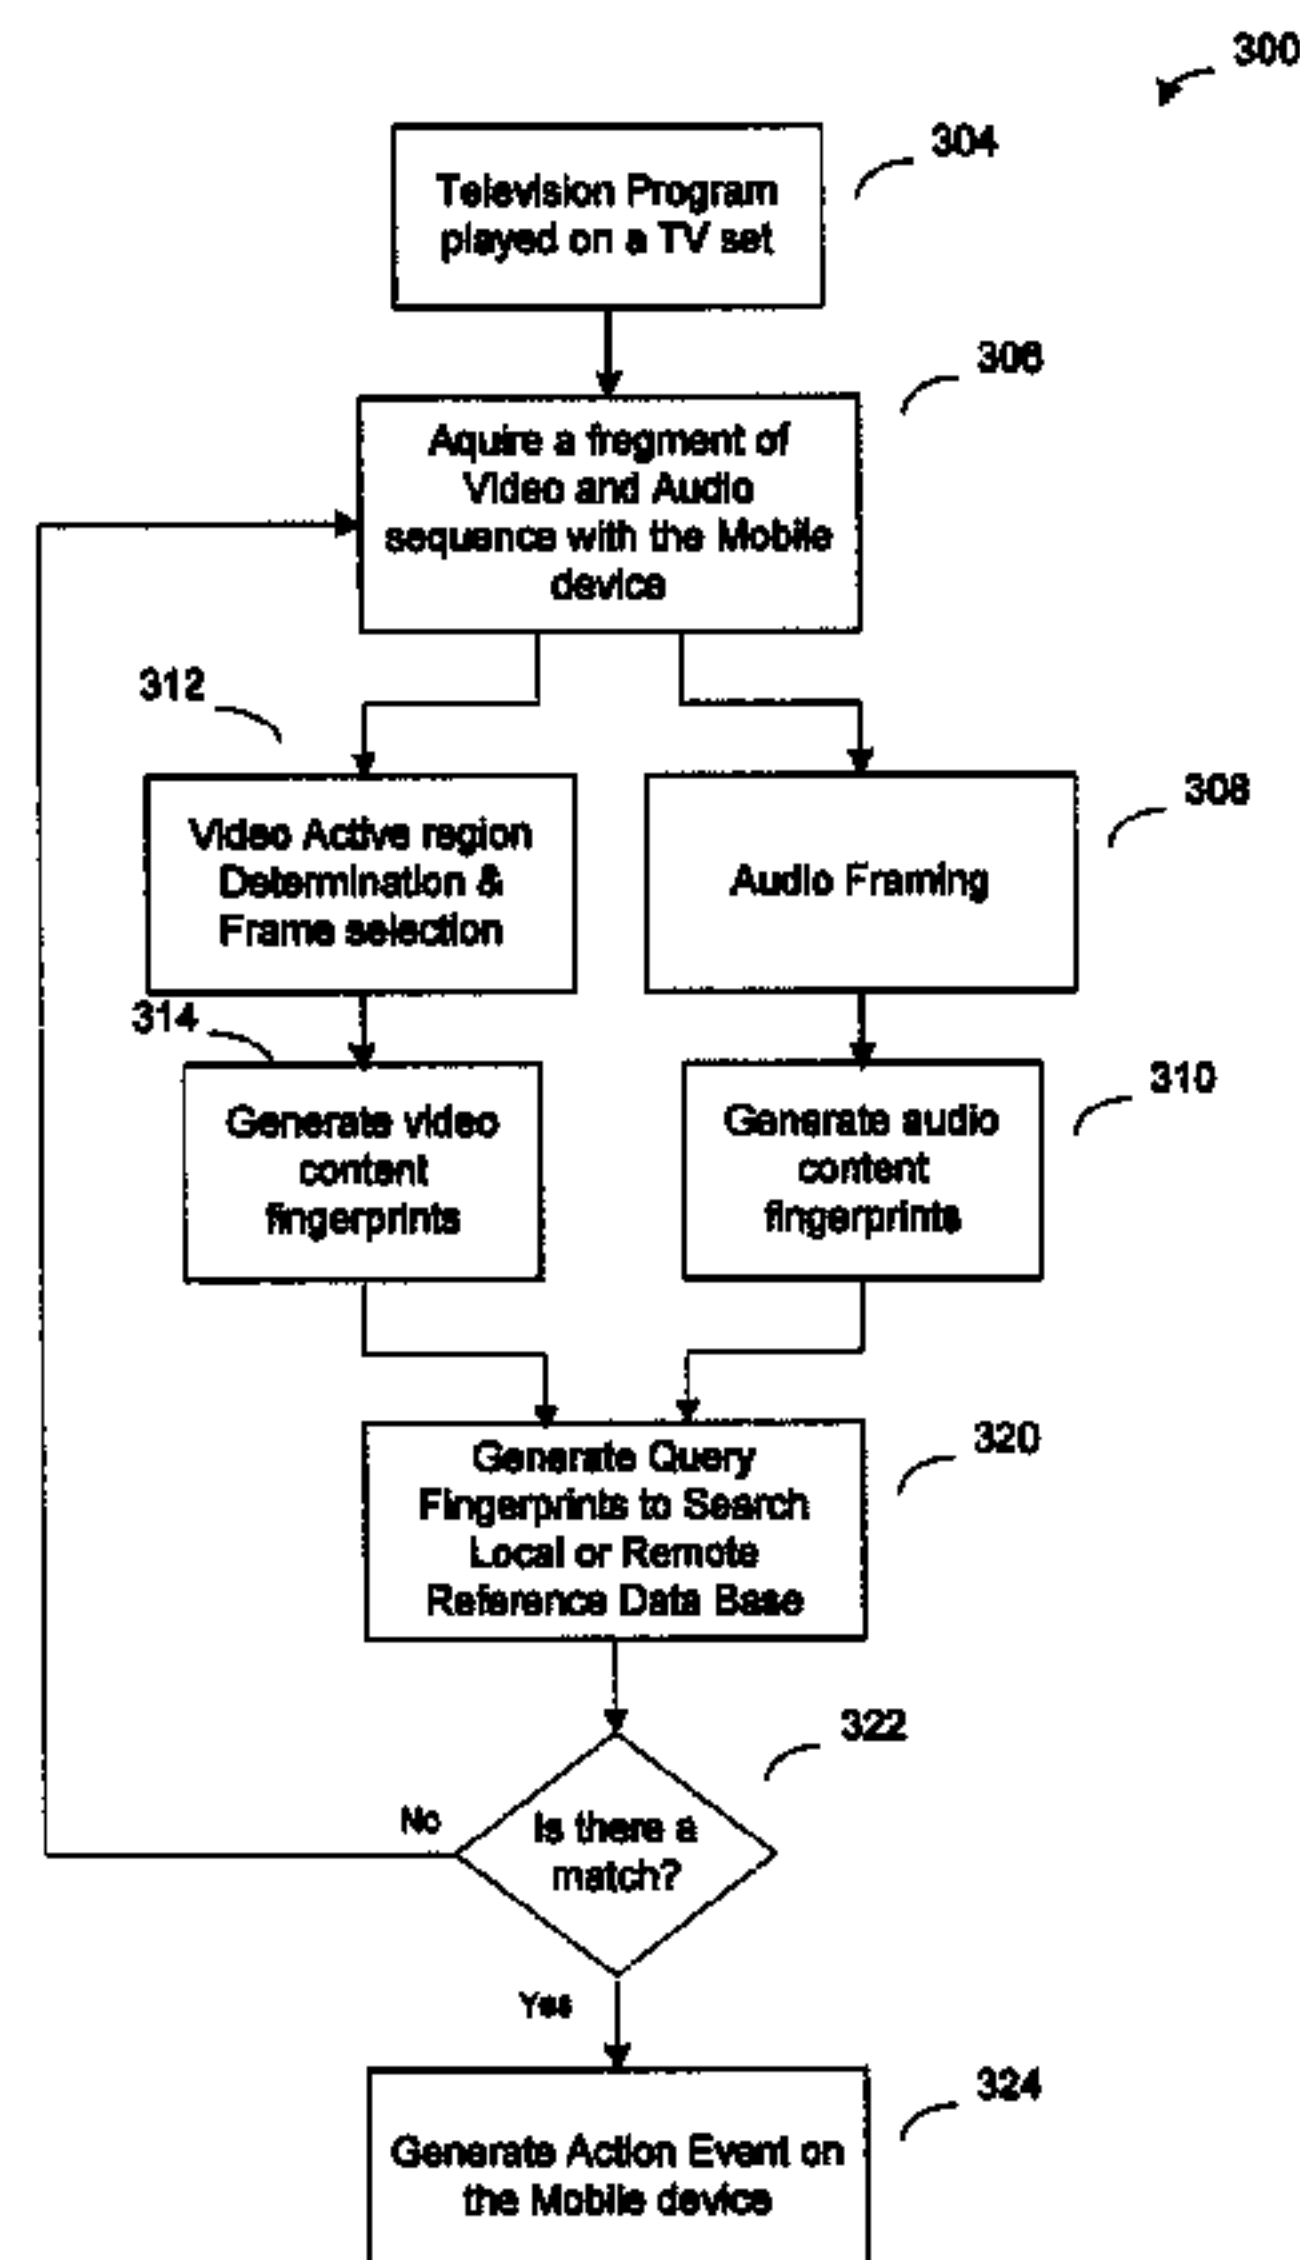 300
304
Television Program
played on a TV set
306
Aquire a fregment of
Video and Audio
sequence with the Mobile
device
312
308
Video Active region
Determination &
Frame selection
Audio Framing
314
310
Generate video
content
fingerprints
Generate audio
content
fingerprints
320
Generate Query
Fingerprints to Search
Local or Remote
Reference Data Base
322
No
Is there a
match?
Yes
324
Generate Action Event on
the Mobile device